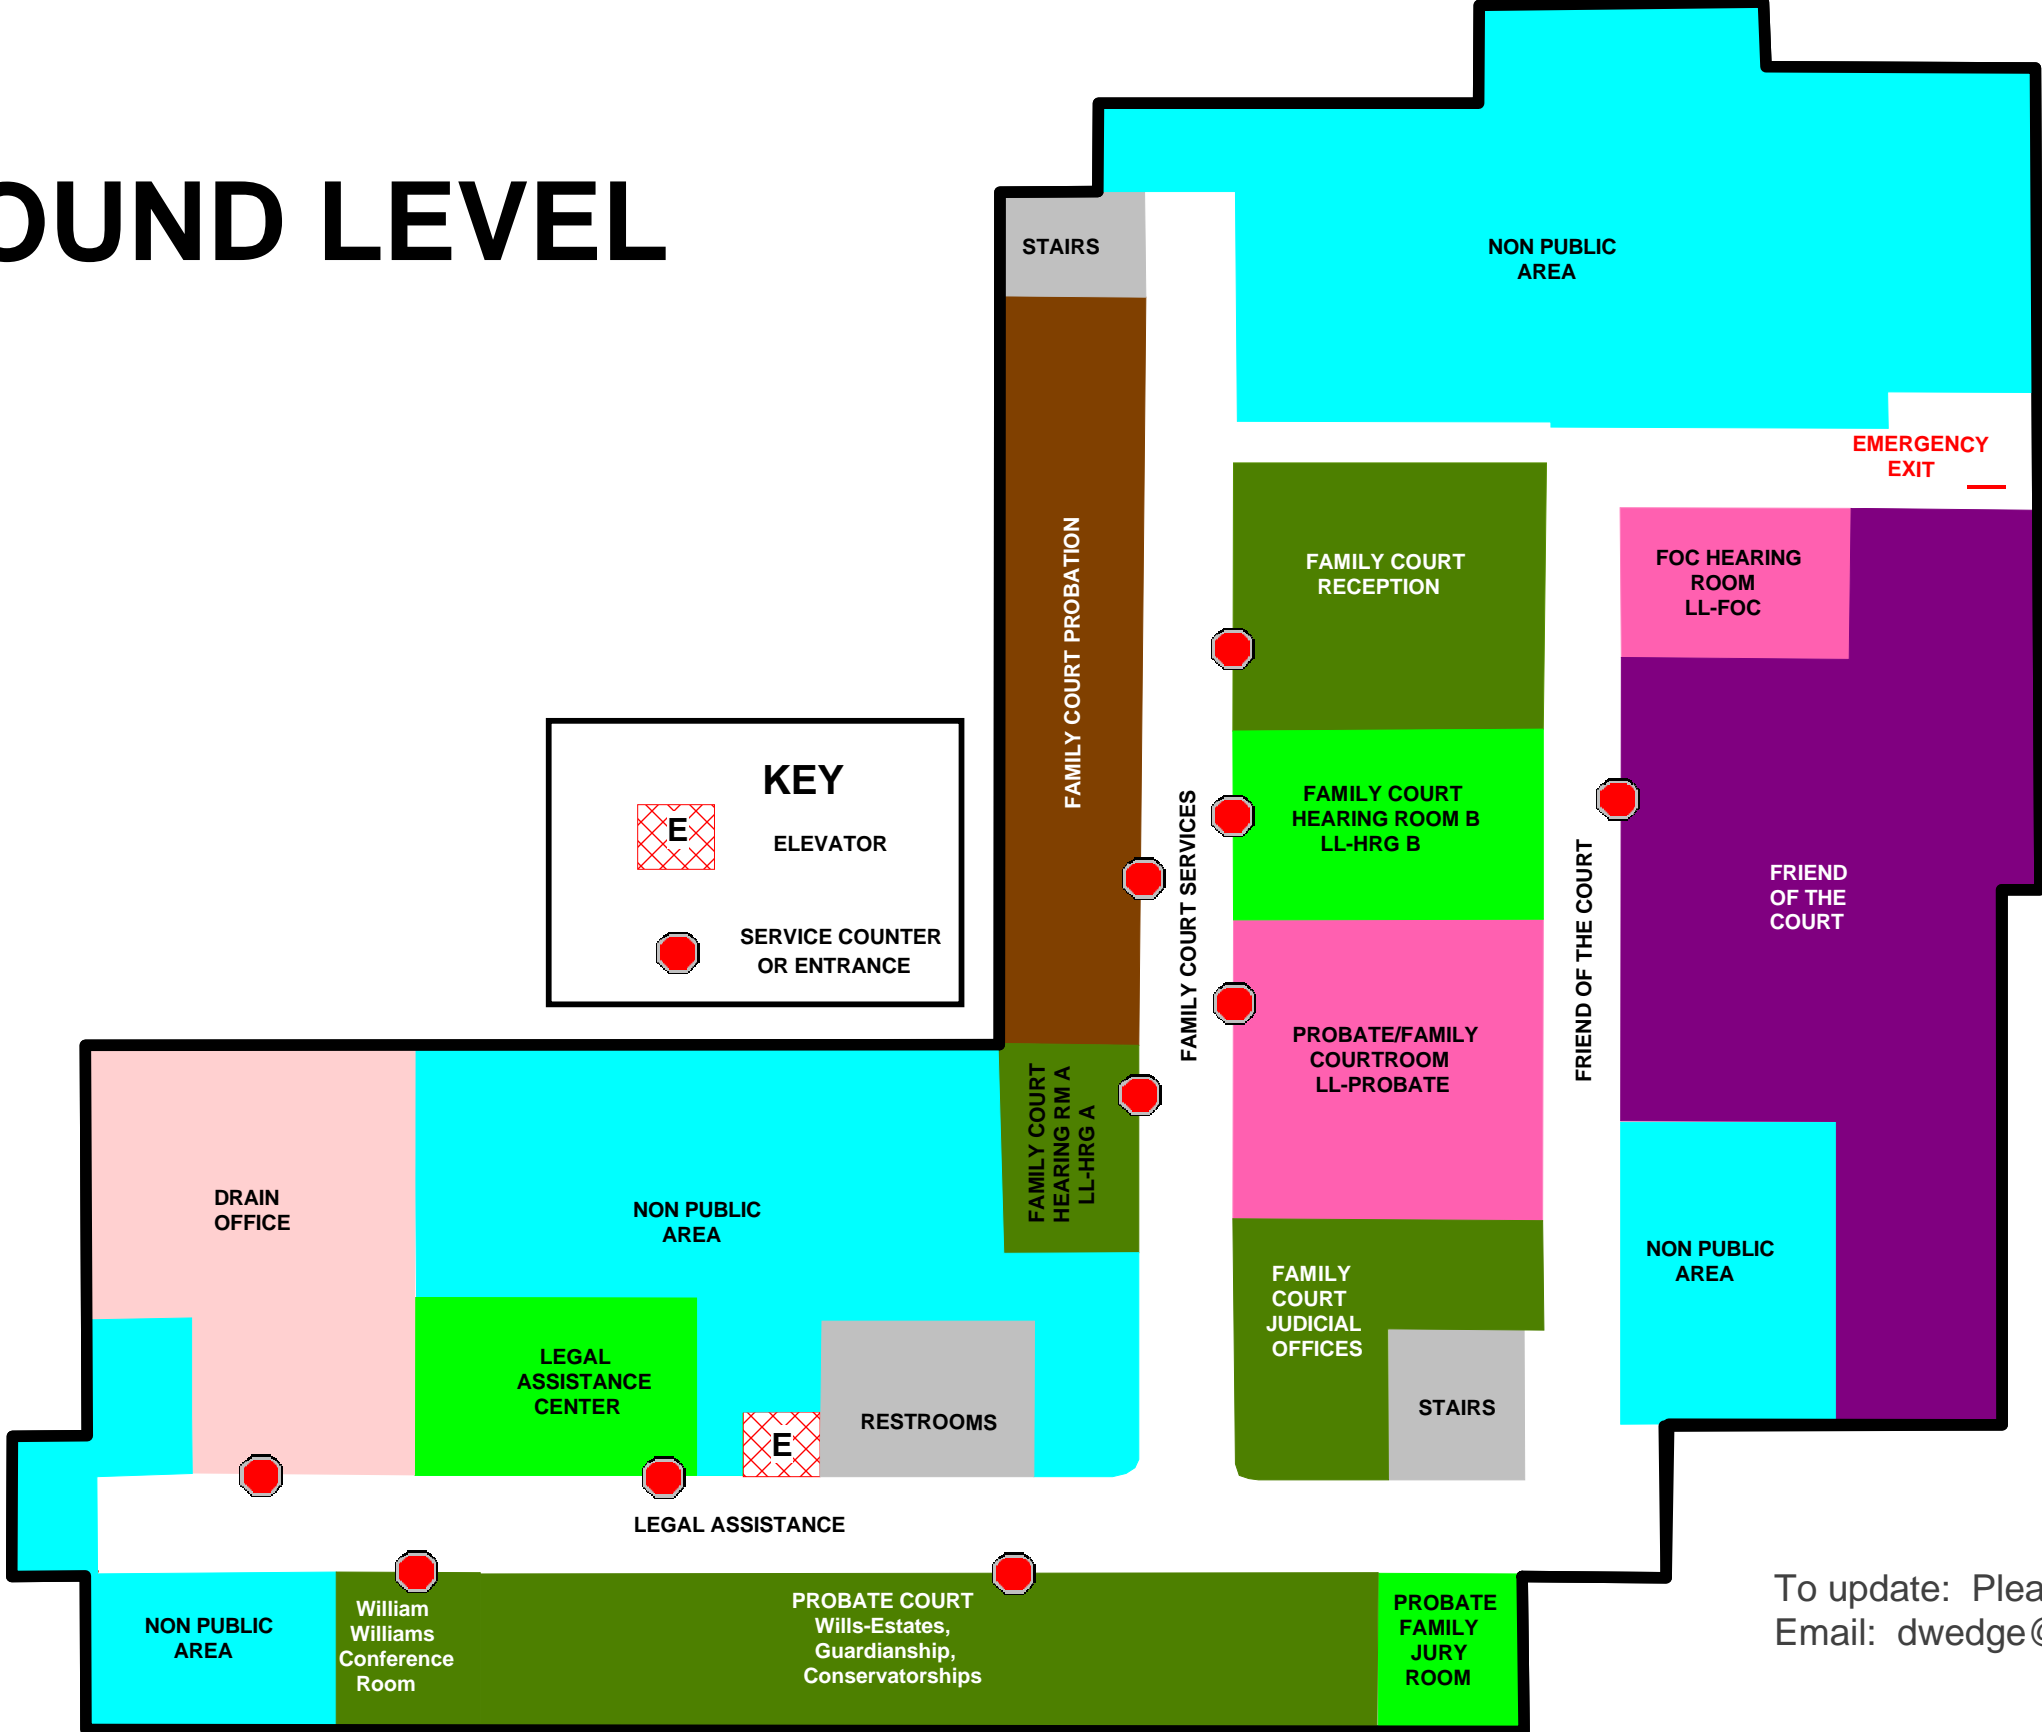 OUND LEVEL
STAIRS
NON PUBLIC
AREA
EMERGENCY
EXIT
FAMILY COURT PROBATION
FAMILY COURT
RECEPTION
FOC HEARING
ROOM
LL-FOC
KEY
E
ELEVATOR
SERVICE COUNTER
OR ENTRANCE
FAMILY COURT SERVICES
FAMILY COURT
HEARING ROOM B
LL-HRG B
FRIEND OF THE COURT
FRIEND
OF THE
COURT
PROBATE/FAMILY
COURTROOM
LL-PROBATE
FAMILY COURT
HEARING RM A
LL-HRG A
DRAIN
OFFICE
NON PUBLIC
AREA
NON PUBLIC
AREA
FAMILY
COURT
JUDICIAL
OFFICES
LEGAL
ASSISTANCE
CENTER
E
RESTROOMS
STAIRS
LEGAL ASSISTANCE
NON PUBLIC
AREA
William
Williams
Conference
Room
PROBATE COURT
Wills-Estates,
Guardianship,
Conservatorships
PROBATE
FAMILY
JURY
ROOM
To update: Plea
Email: dwedge@